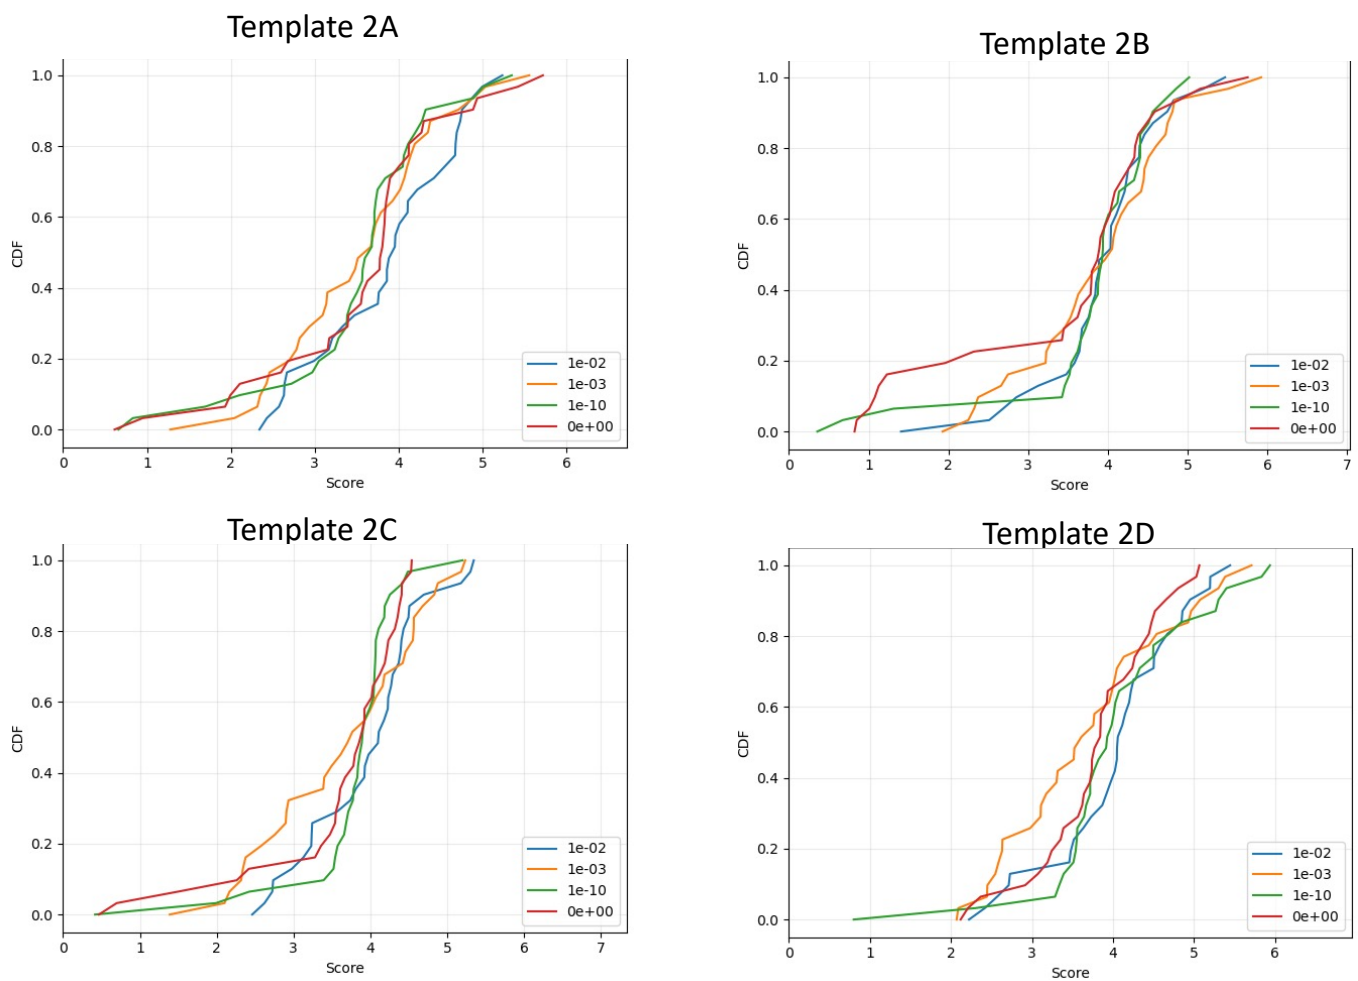 Template 2A
1.0
0.8
0.6
0.4
0.2
0.0
CDF
0 1 2 3 4 5 6
Score
1e-02
1e-03
1e-10
0e+00
Template 2B
1.0
0.8
0.6
0.4
0.2
0.0
CDF
0 1 2 3 4 5 6 7
Score
1e-02
1e-03
1e-10
0e+00
Template 2C
1.0
0.8
0.6
0.4
0.2
0.0
CDF
0 1 2 3 4 5 6 7
Score
1e-02
1e-03
1e-10
0e+00
Template 2D
1.0
0.8
0.6
0.4
0.2
0.0
CDF
0 1 2 3 4 5 6
Score
1e-02
1e-03
1e-10
0e+00